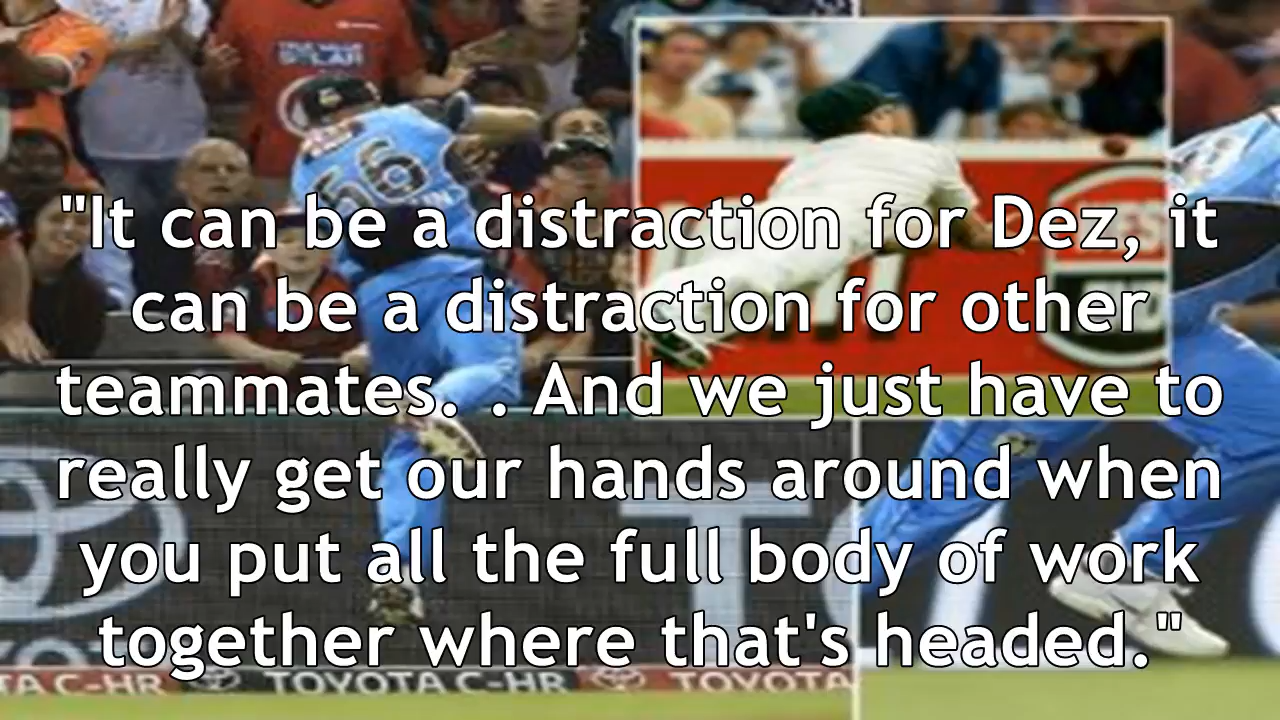 "It can be a distraction for Dez, it
can be a distraction for other
teammates. . And we just have to
really get our hands around when
you put all the full body of work
together where that's headed."
56
TOYOTA C-HR
TOYOTA